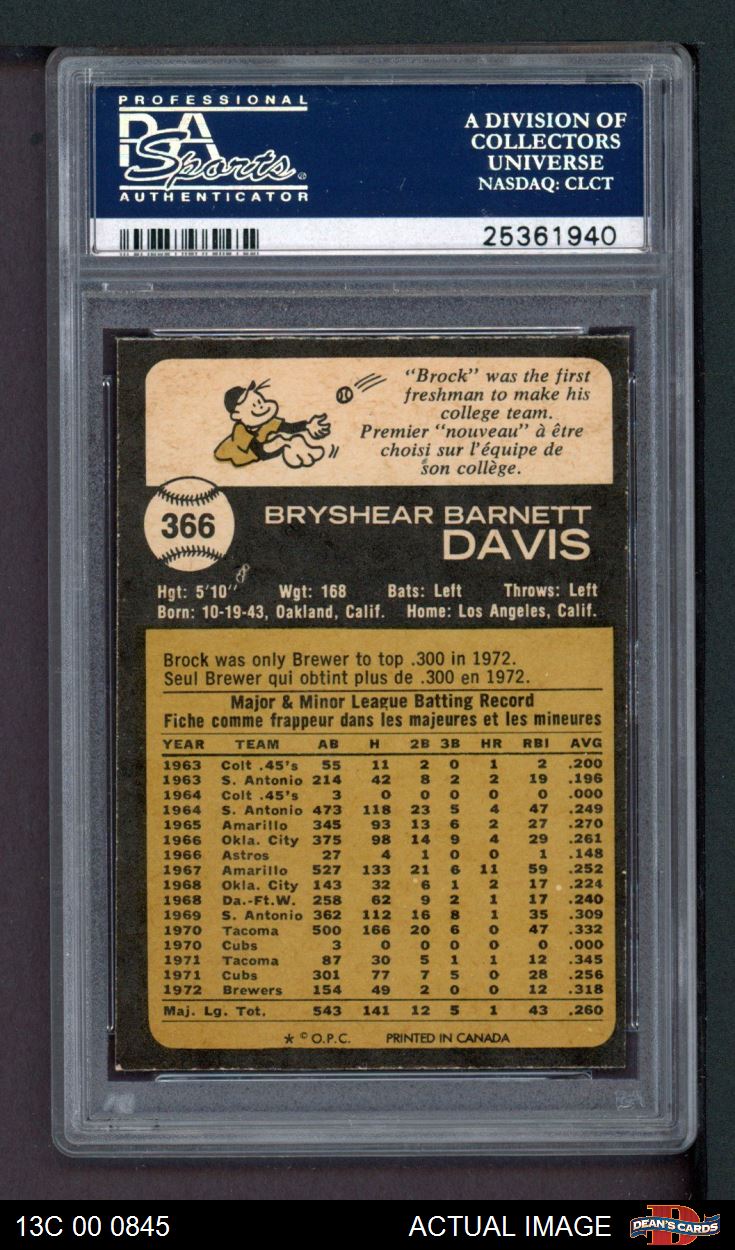 PROFESSIONAL
PSA
Sports
AUTHENTICATOR
A DIVISION OF
COLLECTORS
UNIVERSE
NASDAQ: CLCT
25361940
"Brock" was the first
freshman to make his
college team.
Premier "nouveau" à être
choisi sur l'équipe de
son collège.
366
BRYSHEAR BARNETT
DAVIS
Hgt: 5'10" Wgt: 168 Bats: Left Throws: Left
Born: 10-19-43, Oakland, Calif. Home: Los Angeles, Calif.
Brock was only Brewer to top .300 in 1972.
Seul Brewer qui obtint plus de .300 en 1972.
Major & Minor League Batting Record
Fiche comme frappeur dans les majeures et les mineures
YEAR TEAM AB H 2B 3B HR RBI AVG
1963 Colt .45's 55 11 2 0 1 2 .200
1963 S. Antonio 214 42 8 2 2 19 .196
1964 Colt .45's 3 0 0 0 0 0 .000
1964 S. Antonio 473 118 23 5 4 47 .249
1965 Amarillo 345 93 13 6 2 27 .270
1966 Okla. City 375 98 14 9 4 29 .261
1966 Astros 27 4 1 0 0 1 .148
1967 Amarillo 527 133 21 6 11 59 .252
1968 Okla. City 143 32 6 1 2 17 .224
1968 Da.-Ft.W. 258 62 9 2 1 17 .240
1969 S. Antonio 362 112 16 8 1 35 .309
1970 Tacoma 500 166 20 6 0 47 .332
1970 Cubs 3 0 0 0 0 0 .000
1971 Tacoma 87 30 5 1 1 12 .345
1971 Cubs 301 77 7 5 0 28 .256
1972 Brewers 154 49 2 0 0 12 .318
Maj. Lg. Tot. 543 141 12 5 1 43 .260
* © O.P.C. PRINTED IN CANADA
13C 00 0845
ACTUAL IMAGE
DEAN'S CARDS